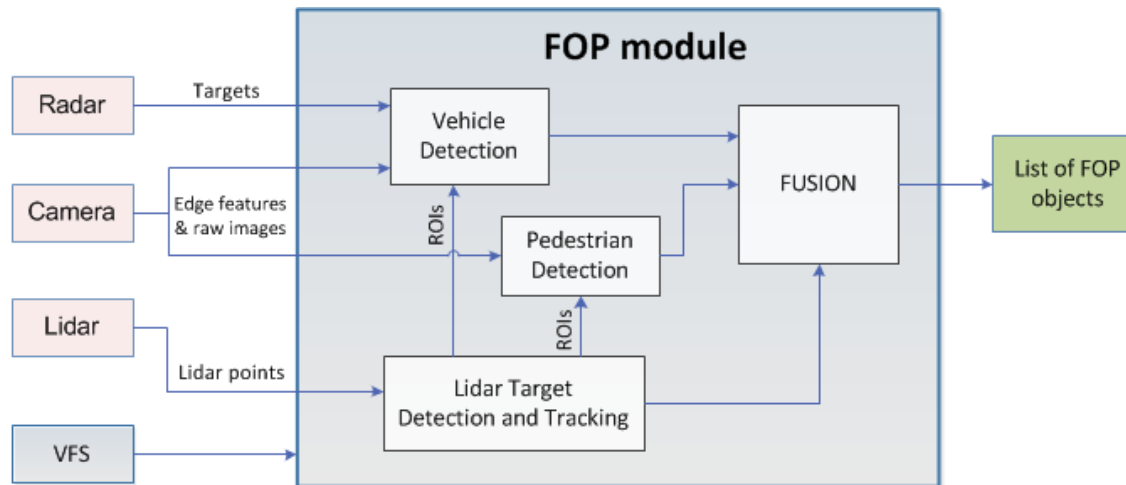 FOP module
Radar
Targets
Vehicle
Detection
Camera
Edge features
& raw images
ROIs
Pedestrian
Detection
FUSION
List of FOP
objects
Lidar
Lidar points
ROIs
Lidar Target
Detection and Tracking
VFS